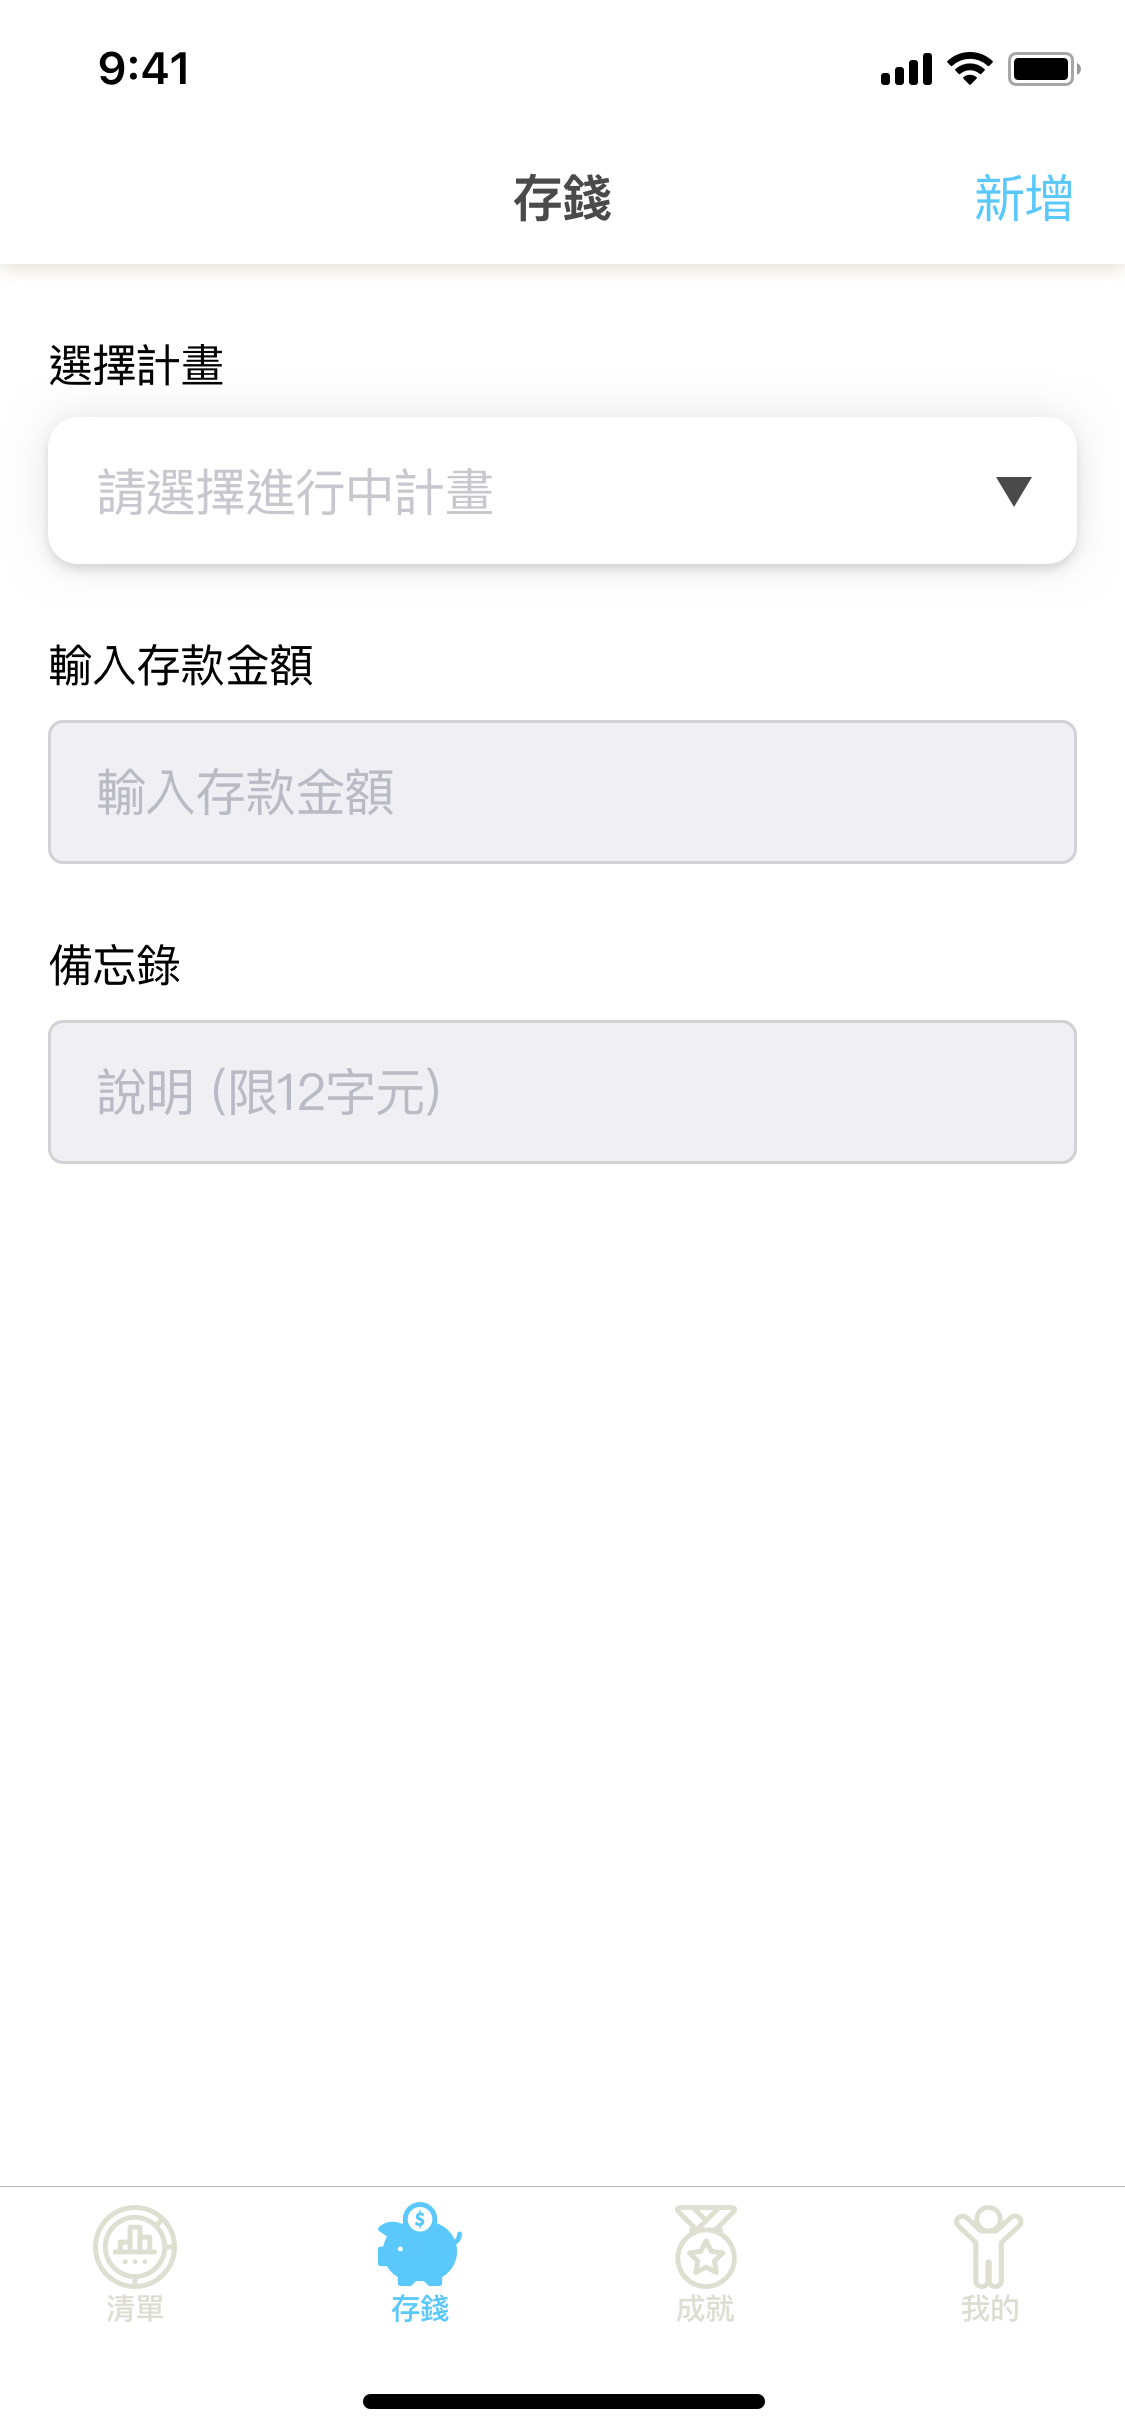 9:41
存錢
新增
選擇計畫
請選擇進行中計畫
輸入存款金額
輸入存款金額
備忘錄
說明 (限12字元)
$
清單
存錢
成就
我的